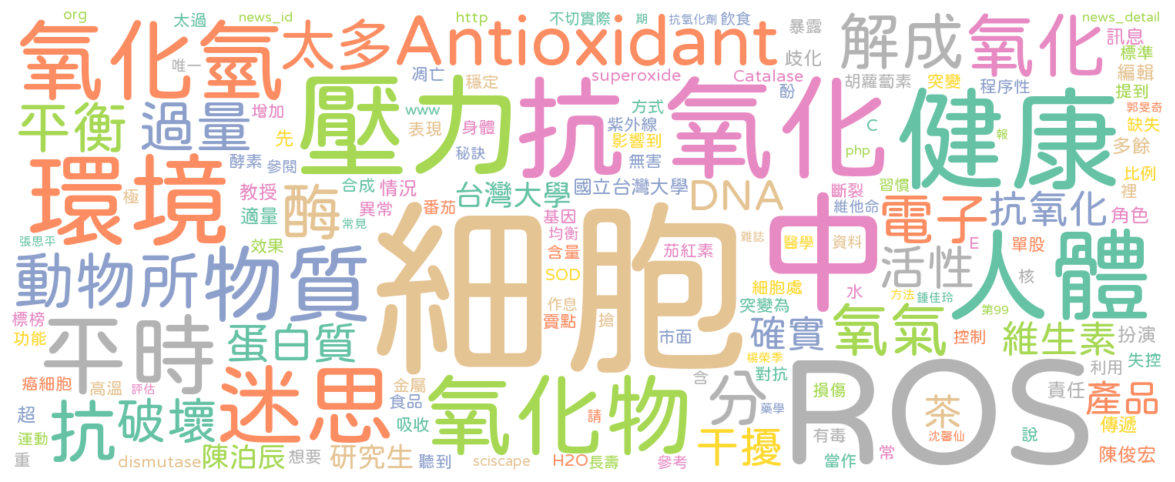 org
太過
news_id
http
不切實際
期
抗氧化劑
飲食
暴露
news_detail
氧化氫
太多
Antioxidant
解成
氧化
訊息
標準
唯一
凋亡
穩定
superoxide
Catalase
歧化
胡蘿蔔素
突變
程序性
編輯
提到
平衡
過量
增加
壓力
www
表現
身體
抗氧化
方式
紫外線
影響到
酚
C
健康
郭旻奇
缺失
先
酵素
參閱
秘訣
無害
php
報
多餘
環境
極
教授
適量
酶
合成
情況
異常
常見
番茄
台灣大學
國立台灣大學
DNA
斷裂
維他命
習慣
比例
裡
基因
均衡
電子
抗氧化
角色
張思平
效果
細胞
含量
茄紅素
雜誌
醫學
資料
中
E
單股
核
人體
動物所
物質
SOD
細胞處
活性
水
方法
鍾佳玲
第99
標榜
功能
平時
蛋白質
作息
賣點
搶
突變為
市面
確實
氧氣
控制
維生素
扮演
癌細胞
高溫
評估
迷思
金屬
食品
吸收
氧化物
含
楊榮季
對抗
ROS
利用
失控
超
抗
破壞
分
藥學
損傷
茶
責任
產品
運動
請
干擾
沈馨仙
傳遞
重
dismutase
陳泊辰
想要
研究生
聽到
sciscape
H2O
長壽
參考
有毒
當作
常
說
陳俊宏